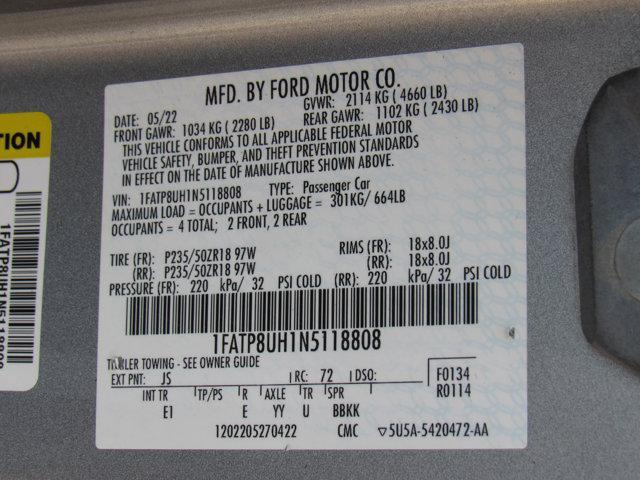 MFD. BY FORD MOTOR CO.
DATE: 05/22 GVWR: 2114 KG ( 4660 LB)
FRONT GAWR: 1034 KG ( 2280 LB) REAR GAWR: 1102 KG ( 2430 LB)
THIS VEHICLE CONFORMS TO ALL APPLICABLE FEDERAL MOTOR
VEHICLE SAFETY, BUMPER, AND THEFT PREVENTION STANDARDS
IN EFFECT ON THE DATE OF MANUFACTURE SHOWN ABOVE.
VIN: 1FATP8UH1N5118808 TYPE: Passenger Car
MAXIMUM LOAD = OCCUPANTS + LUGGAGE = 301KG/ 664LB
OCCUPANTS = 4 TOTAL; 2 FRONT, 2 REAR
TIRE (FR): P235/50ZR18 97W RIMS (FR): 18x8.0J
(RR): P235/50ZR18 97W (RR): 18x8.0J
PRESSURE (FR): 220 kPa/ 32 PSI COLD (RR): 220 kPa/ 32 PSI COLD
1FATP8UH1N5118808
TRAILER TOWING - SEE OWNER GUIDE
EXT PNT: JS RC: 72 DSO: F0134
R0114
INT TR TP/PS R AXLE TR SPR
E1 E YY U BBKK
1202205270422 CMC ▽5U5A-5420472-AA
TION
1FATP8UH1N5118808